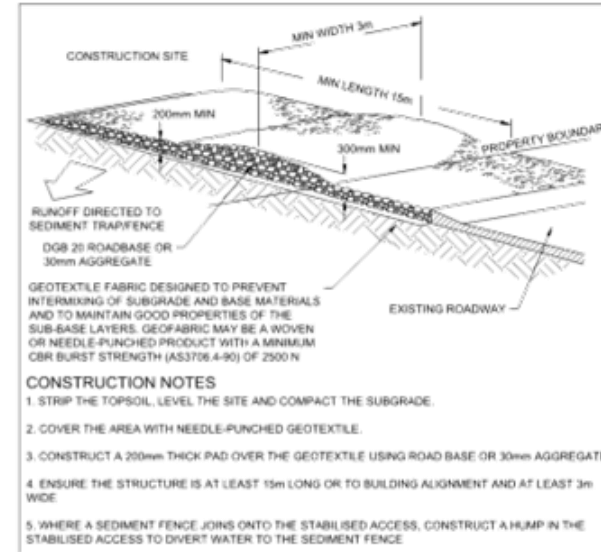 MIN WIDTH 3m
CONSTRUCTION SITE
MIN LENGTH 15m
200mm MIN
PROPERTY BOUNDAR
300mm MIN
RUNOFF DIRECTED TO
SEDIMENT TRAP/FENCE
DGB 20 ROADBASE OR
30mm AGGREGATE
GEOTEXTILE FABRIC DESIGNED TO PREVENT
INTERMIXING OF SUBGRADE AND BASE MATERIALS
AND TO MAINTAIN GOOD PROPERTIES OF THE
SUB-BASE LAYERS. GEOFABRIC MAY BE A WOVEN
OR NEEDLE-PUNCHED PRODUCT WITH A MINIMUM
CBR BURST STRENGTH (AS3706.4-90) OF 2500 N
EXISTING ROADWAY
CONSTRUCTION NOTES
1. STRIP THE TOPSOIL, LEVEL THE SITE AND COMPACT THE SUBGRADE.
2. COVER THE AREA WITH NEEDLE-PUNCHED GEOTEXTILE.
3. CONSTRUCT A 200mm THICK PAD OVER THE GEOTEXTILE USING ROAD BASE OR 30mm AGGREGATE
4. ENSURE THE STRUCTURE IS AT LEAST 15m LONG OR TO BUILDING ALIGNMENT AND AT LEAST 3m
WIDE
5. WHERE A SEDIMENT FENCE JOINS ONTO THE STABILISED ACCESS, CONSTRUCT A HUMP IN THE
STABILISED ACCESS TO DIVERT WATER TO THE SEDIMENT FENCE